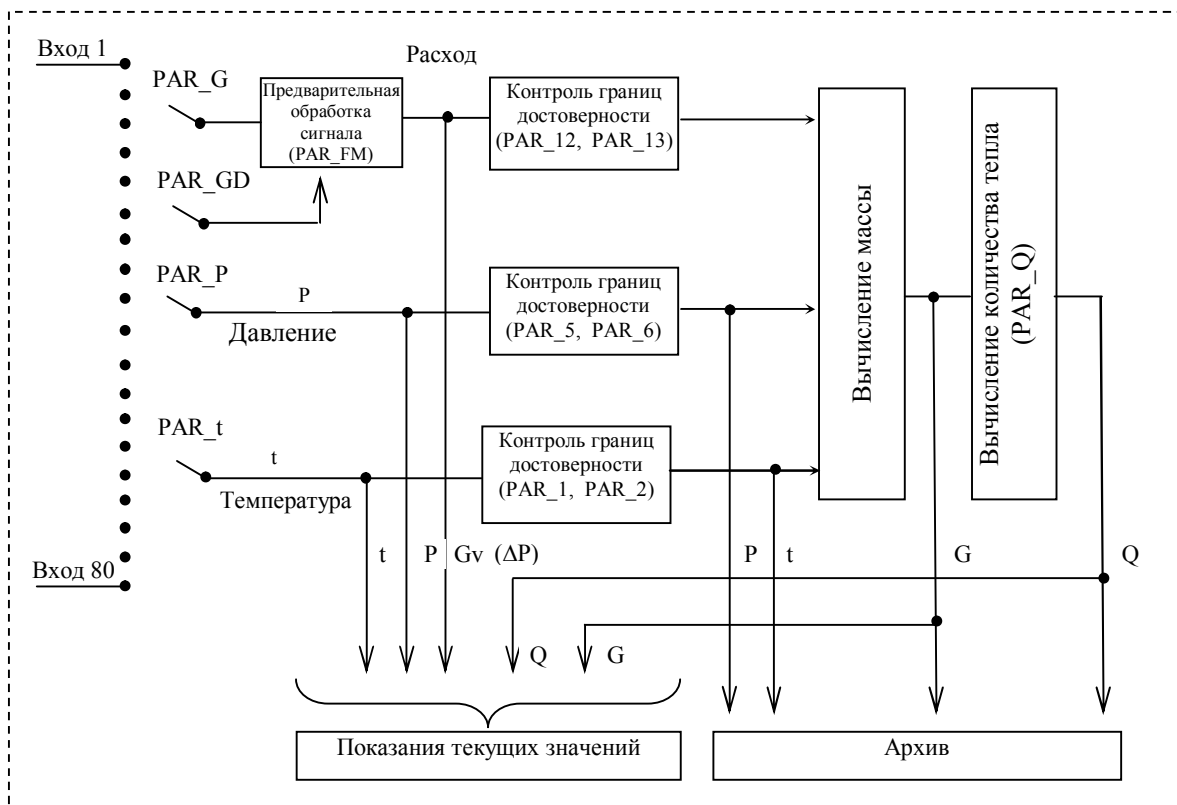 Вход 1
PAR_G
Предварительная
обработка
сигнала
(PAR_FM)
Расход
Контроль границ
достоверности
(PAR_12, PAR_13)
PAR_GD
PAR_P
P
Давление
Контроль границ
достоверности
(PAR_5, PAR_6)
PAR_t
t
Температура
Контроль границ
достоверности
(PAR_1, PAR_2)
Вычисление массы
Вычисление количества тепла
(PAR_Q)
Вход 80
t
P
Gv (ΔP)
P
t
G
Q
Q
G
Показания текущих значений
Архив